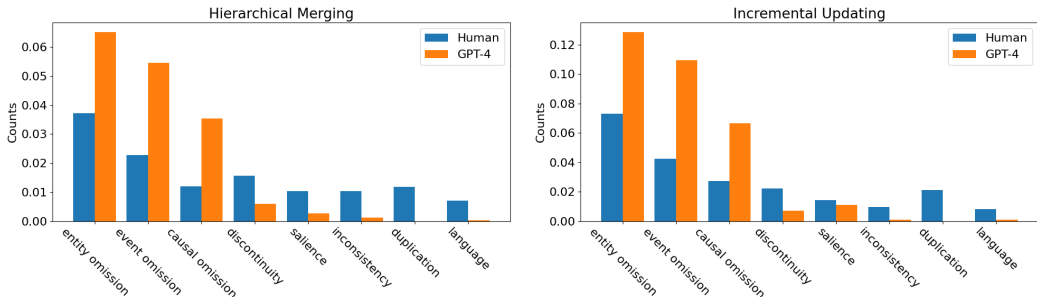 Hierarchical Merging
Counts
0.06
0.05
0.04
0.03
0.02
0.01
0.00
Human
GPT-4
entity omission
event omission
causal omission
discontinuity
salience
inconsistency
duplication
language
Incremental Updating
Counts
0.12
0.10
0.08
0.06
0.04
0.02
0.00
Human
GPT-4
entity omission
event omission
causal omission
discontinuity
salience
inconsistency
duplication
language